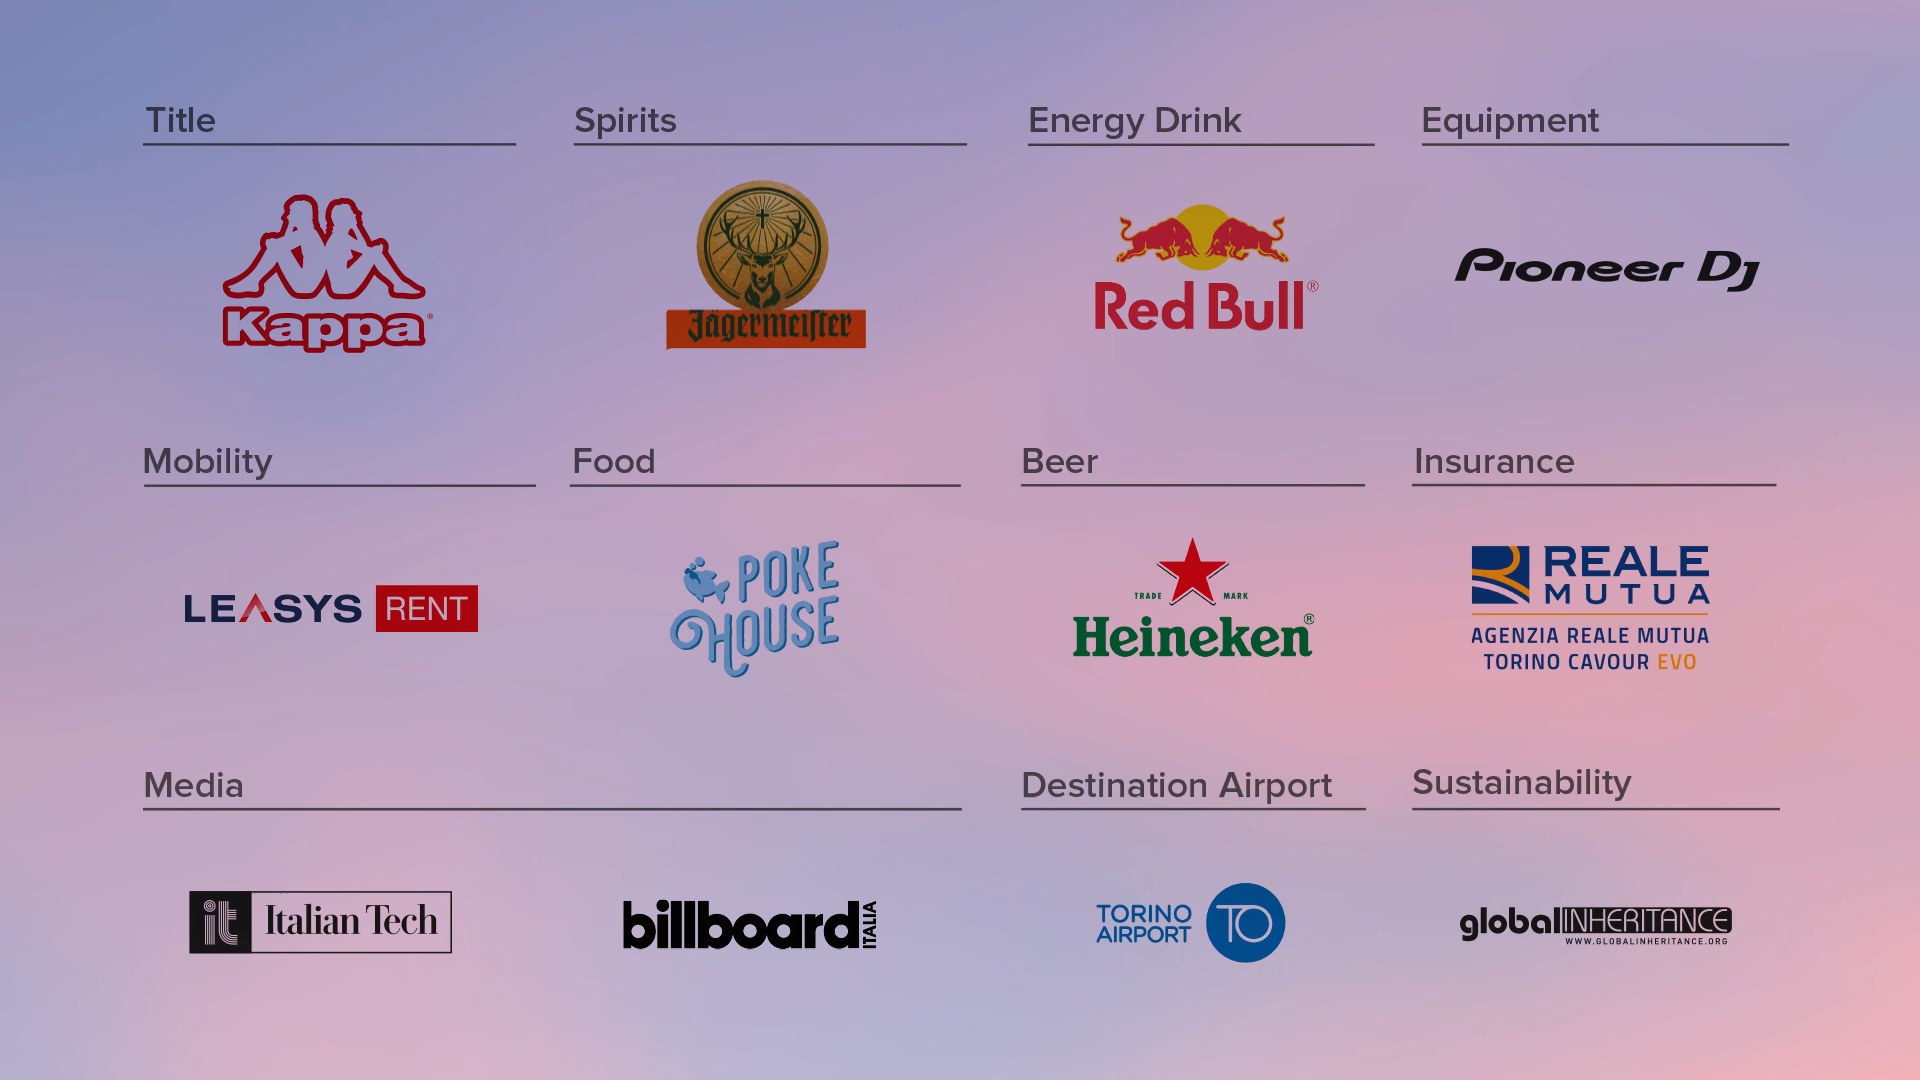 Title
Spirits
Energy Drink
Equipment
Kappa®
Jägermeiſter
Red Bull®
Pioneer Dj
Mobility
Food
Beer
Insurance
LEASYS RENT
POKE
HOUSE
TRADE MARK
Heineken®
REALE
MUTUA
AGENZIA REALE MUTUA
TORINO CAVOUR EVO
Media
Destination Airport
Sustainability
it Italian Tech
billboard ITALIA
TORINO
AIRPORT
TO
globalINHERITANCE
WWW.GLOBALINHERITANCE.ORG